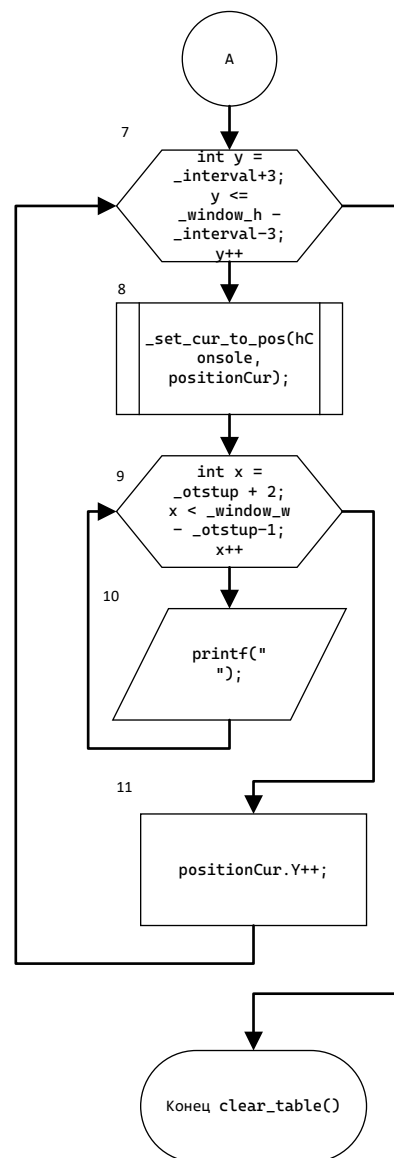 A
7
int y =
_interval+3;
y <=
_window_h -
_interval-3;
y++
8
_set_cur_to_pos(hC
onsole,
positionCur);
9
int x =
_otstup + 2;
x < _window_w
- _otstup-1;
x++
10
printf("
");
11
positionCur.Y++;
Конец clear_table()